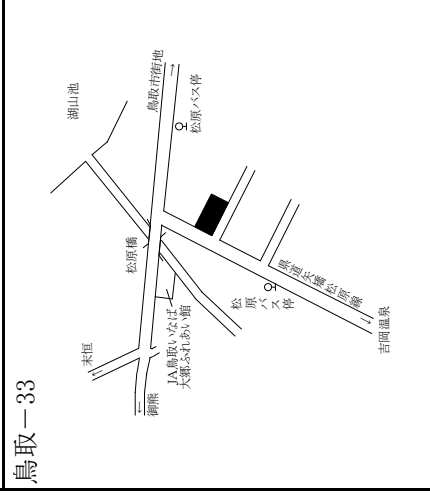 鳥取－33
湖山池
鳥取市街地
松原バス停
松原橋
末恒
御熊
JA鳥取いなば
大郷ふれあい館
松原バス停
県道矢矯松原線
吉岡温泉